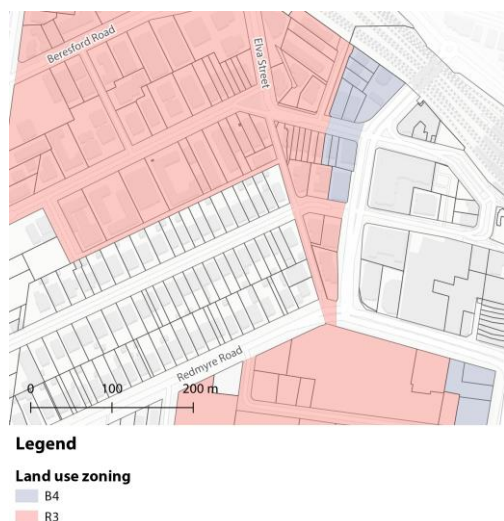 Beresford Road
Elva Street
Redmyre Road
0 100 200 m
Legend
Land use zoning
B4
R3